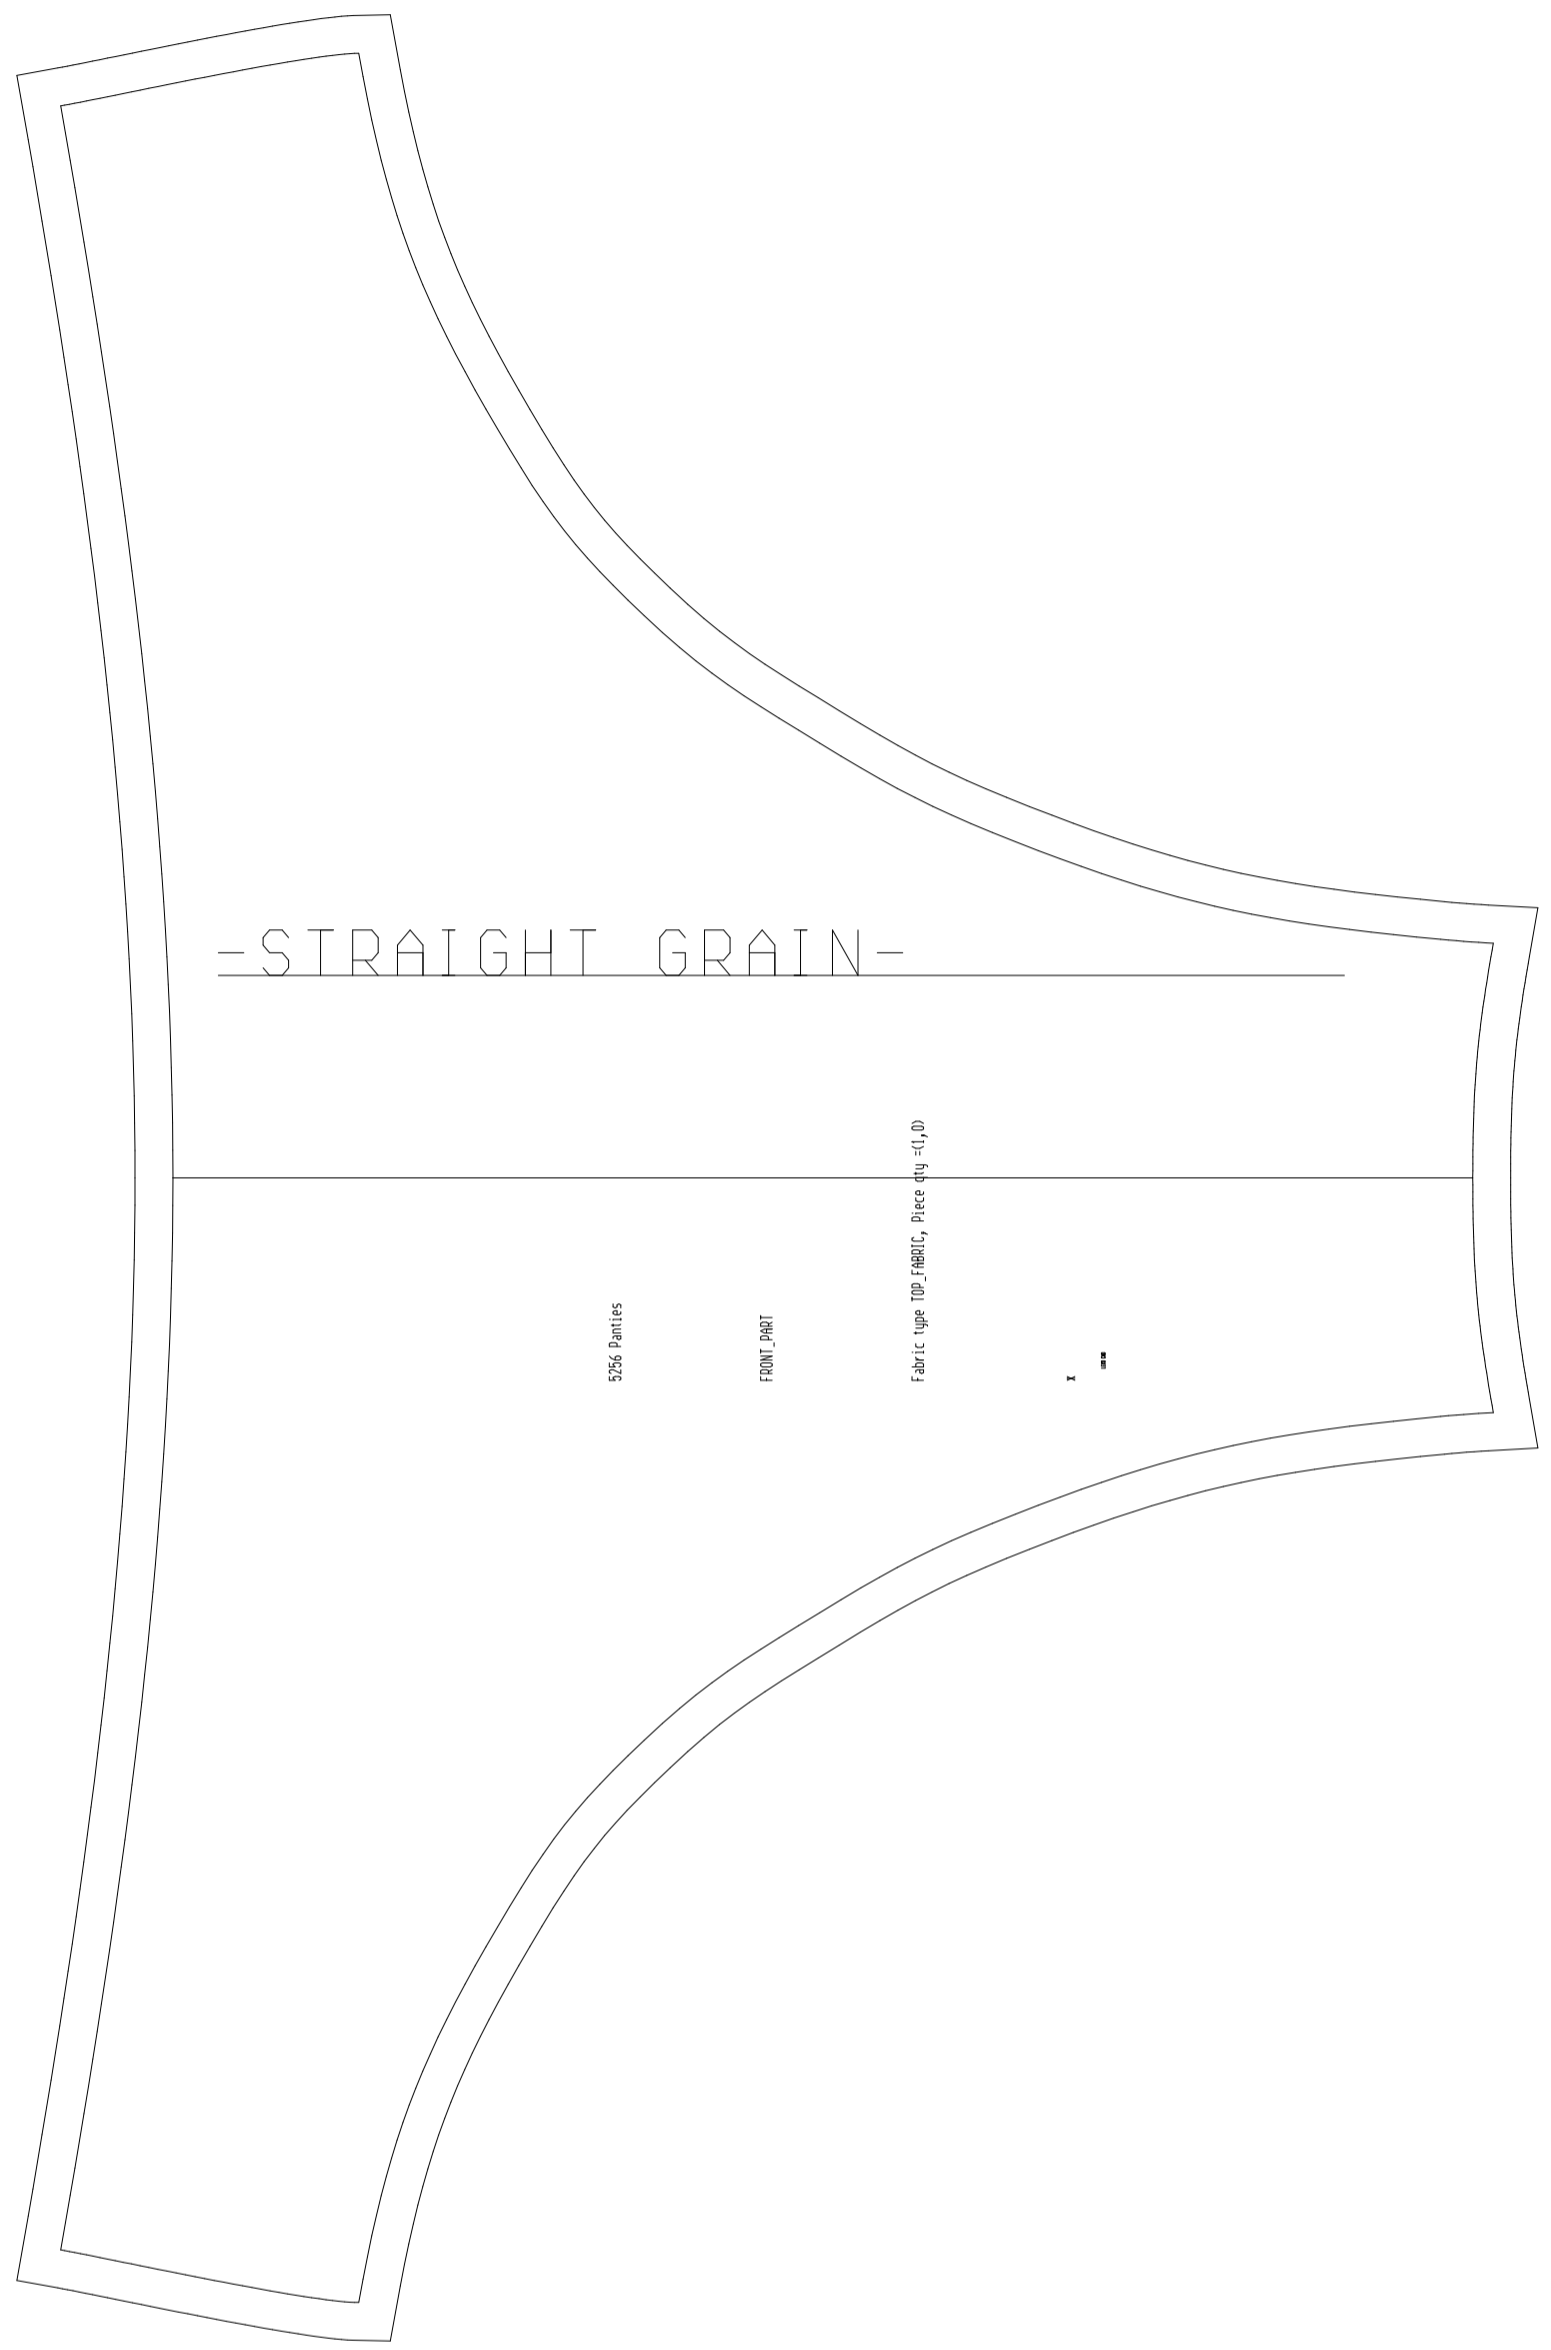 -STRAIGHT GRAIN-
5256 Panties
FRONT_PART
Fabric type TOP_FABRIC, Piece qty =(1,0)